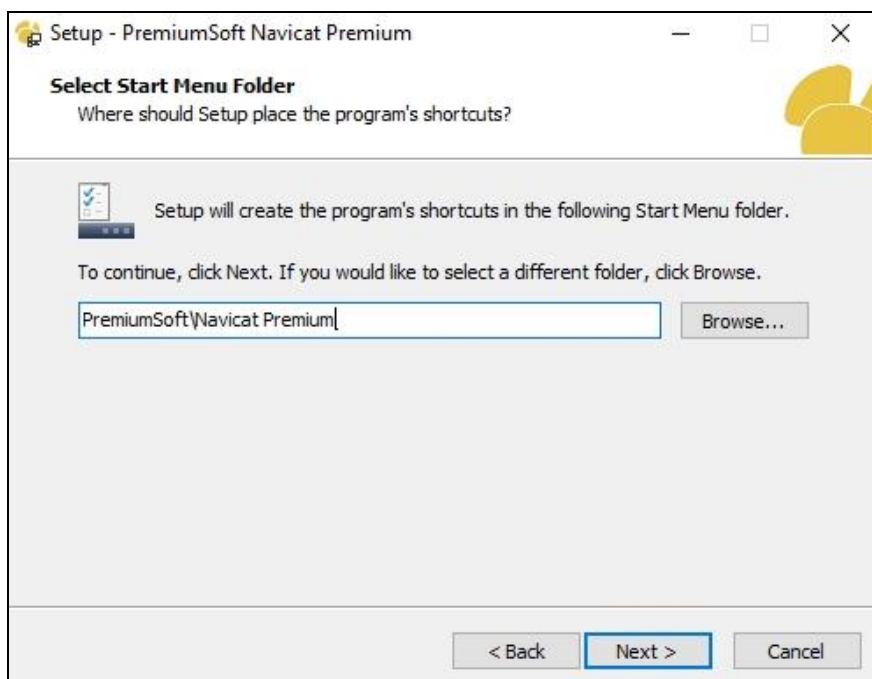 Setup - PremiumSoft Navicat Premium
Select Start Menu Folder
Where should Setup place the program's shortcuts?
Setup will create the program's shortcuts in the following Start Menu folder.
To continue, click Next. If you would like to select a different folder, click Browse.
PremiumSoft\Navicat Premium
Browse...
< Back
Next >
Cancel